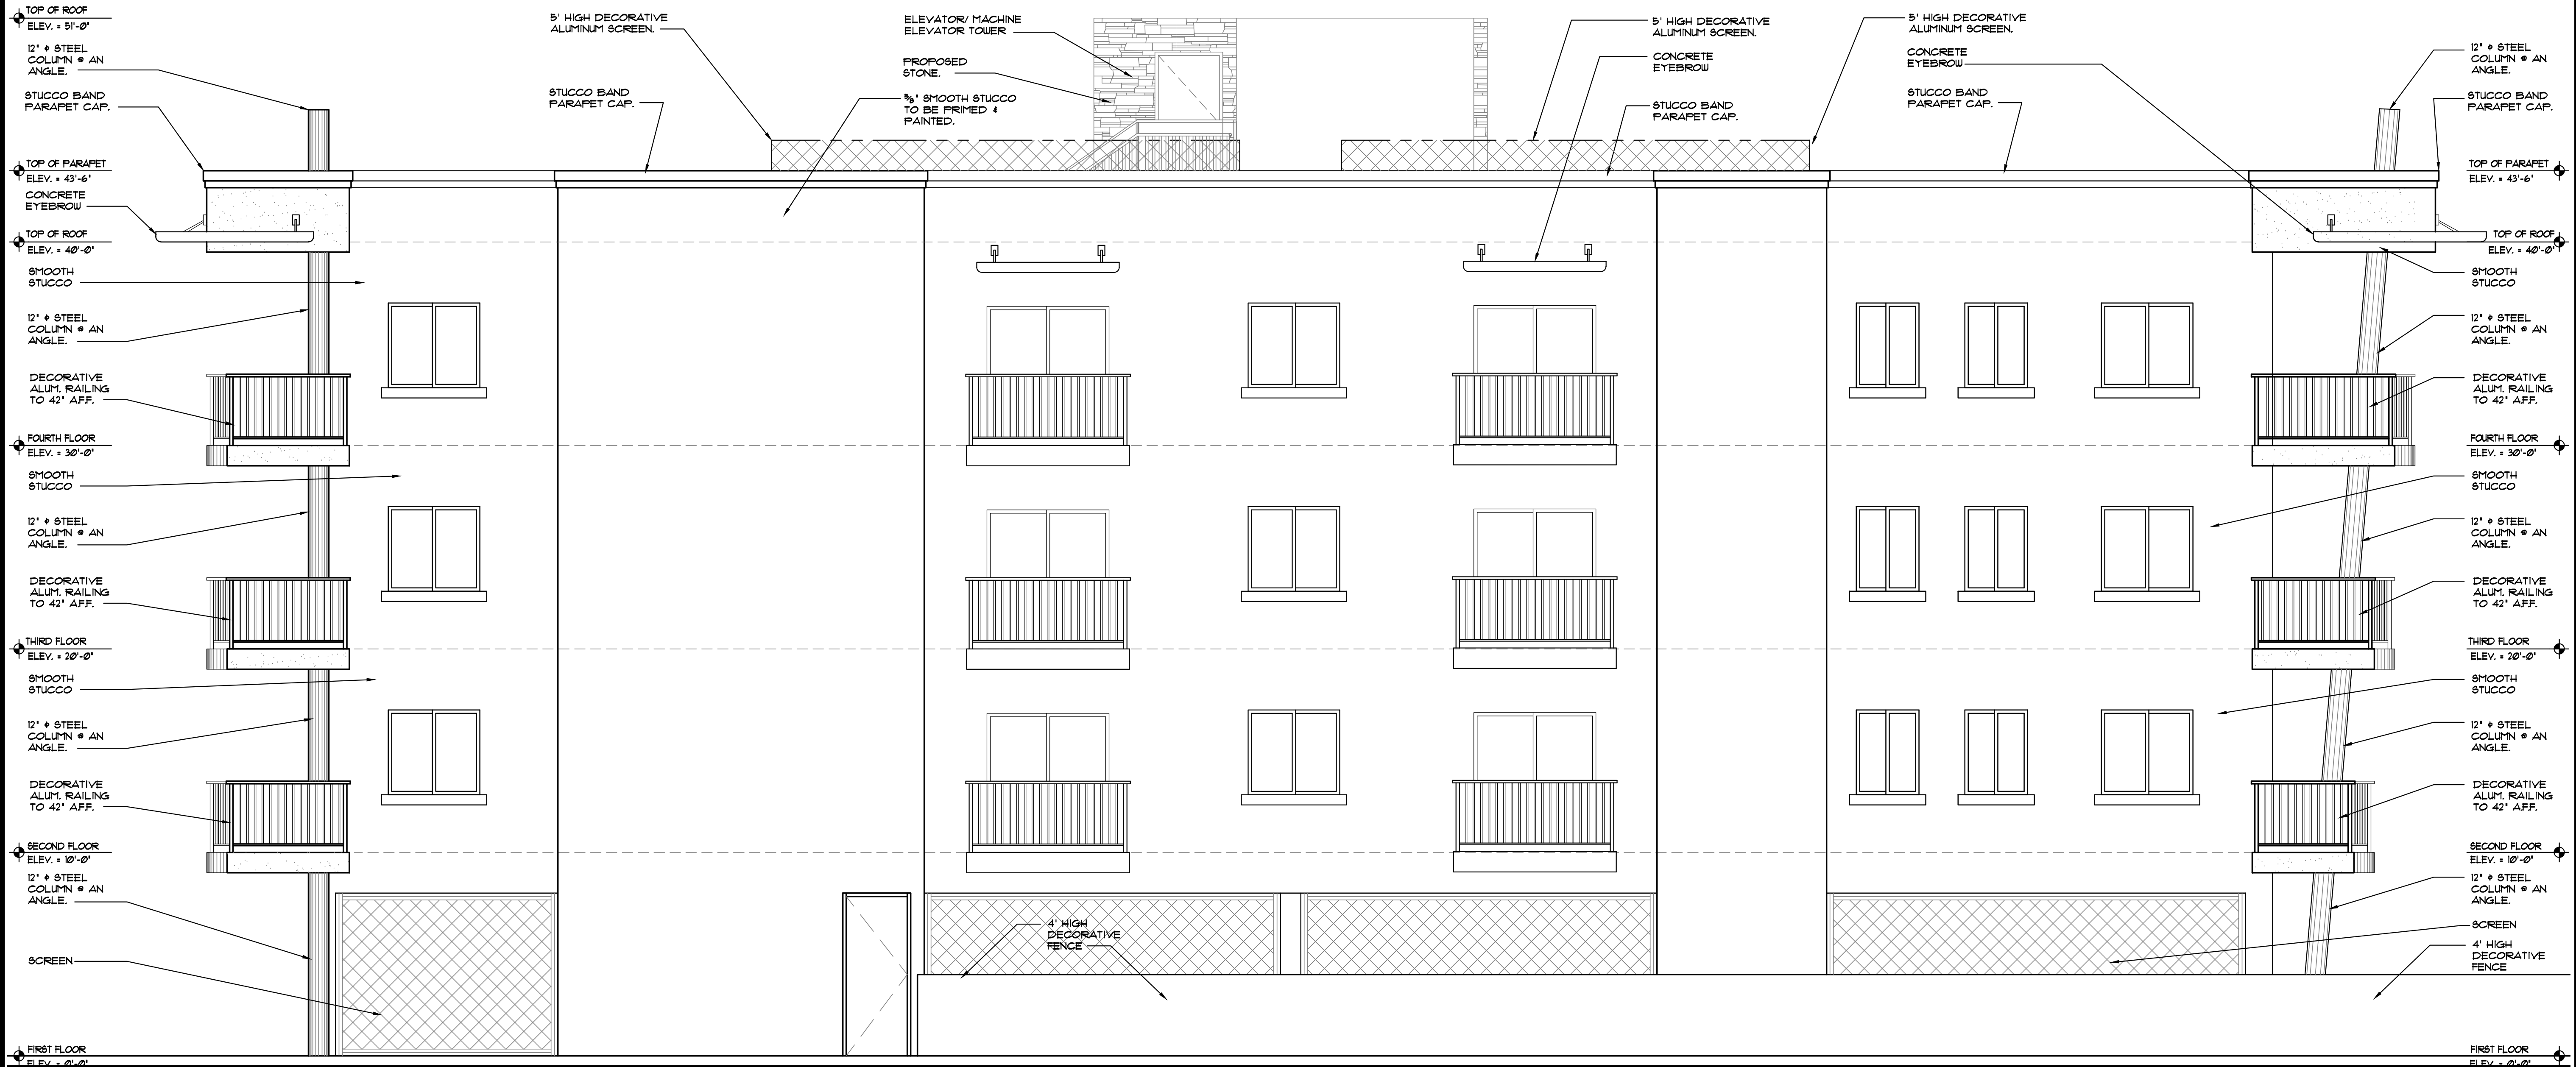 TOP OF ROOF
ELEV. = 51'-0"
12" ϕ STEEL
COLUMN @ AN
ANGLE.
STUCCO BAND
PARAPET CAP.
TOP OF PARAPET
ELEV. = 43'-6"
CONCRETE
EYEBROW
TOP OF ROOF
ELEV. = 40'-0"
SMOOTH
STUCCO
12" ϕ STEEL
COLUMN @ AN
ANGLE.
DECORATIVE
ALUM. RAILING
TO 42" A.F.F.
FOURTH FLOOR
ELEV. = 30'-0"
SMOOTH
STUCCO
12" ϕ STEEL
COLUMN @ AN
ANGLE.
DECORATIVE
ALUM. RAILING
TO 42" A.F.F.
THIRD FLOOR
ELEV. = 20'-0"
SMOOTH
STUCCO
12" ϕ STEEL
COLUMN @ AN
ANGLE.
DECORATIVE
ALUM. RAILING
TO 42" A.F.F.
SECOND FLOOR
ELEV. = 10'-0"
12" ϕ STEEL
COLUMN @ AN
ANGLE.
SCREEN
FIRST FLOOR
ELEV. = 0'-0"
5' HIGH DECORATIVE
ALUMINUM SCREEN.
STUCCO BAND
PARAPET CAP.
ELEVATOR/ MACHINE
ELEVATOR TOWER
PROPOSED
STONE.
5/8" SMOOTH STUCCO
TO BE PRIMED &
PAINTED.
4' HIGH
DECORATIVE
FENCE
5' HIGH DECORATIVE
ALUMINUM SCREEN.
CONCRETE
EYEBROW
STUCCO BAND
PARAPET CAP.
5' HIGH DECORATIVE
ALUMINUM SCREEN.
CONCRETE
EYEBROW
STUCCO BAND
PARAPET CAP.
12" ϕ STEEL
COLUMN @ AN
ANGLE.
STUCCO BAND
PARAPET CAP.
TOP OF PARAPET
ELEV. = 43'-6"
TOP OF ROOF
ELEV. = 40'-0"
SMOOTH
STUCCO
12" ϕ STEEL
COLUMN @ AN
ANGLE.
DECORATIVE
ALUM. RAILING
TO 42" A.F.F.
FOURTH FLOOR
ELEV. = 30'-0"
SMOOTH
STUCCO
12" ϕ STEEL
COLUMN @ AN
ANGLE.
DECORATIVE
ALUM. RAILING
TO 42" A.F.F.
THIRD FLOOR
ELEV. = 20'-0"
SMOOTH
STUCCO
12" ϕ STEEL
COLUMN @ AN
ANGLE.
DECORATIVE
ALUM. RAILING
TO 42" A.F.F.
SECOND FLOOR
ELEV. = 10'-0"
12" ϕ STEEL
COLUMN @ AN
ANGLE.
SCREEN
4' HIGH
DECORATIVE
FENCE
FIRST FLOOR
ELEV. = 0'-0"